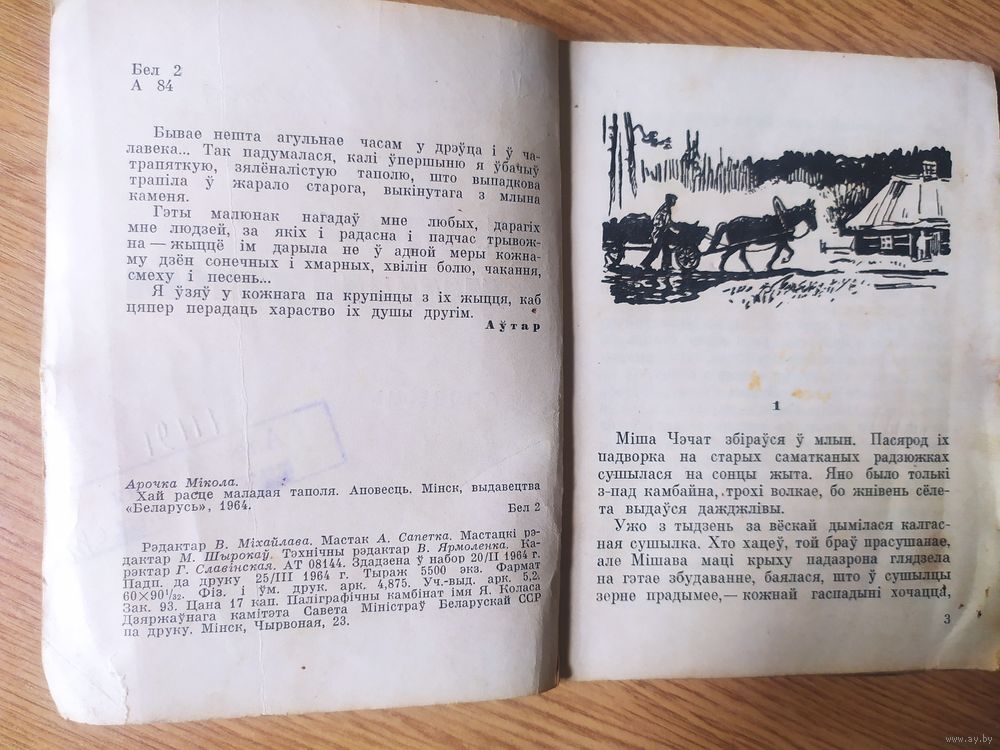 Бел 2
А 84
Бывае нешта агульнае часам у дрэўца і ў ча-
лавека... Так падумалася, калі ўпершыню я ўбачыў
трапяткую, зялёналістую таполю, што выпадкова
трапіла ў жарало старога, выкінутага з млына
каменя.
Гэты малюнак нагадаў мне любых, дарагіх
мне людзей, за якіх і радасна і падчас трывож-
на — жыццё ім дарыла не ў адной меры кожна-
му дзён сонечных і хмарных, хвілін болю, чакання,
смеху і песень...
Я ўзяў у кожнага па крупінцы з іх жыцця, каб
цяпер перадаць хараство іх душы другім.
Аўтар
11191
Арочка Мікола.
Хай расце маладая таполя. Аповесць. Мінск, выдавецтва
«Беларусь», 1964.
Бел 2
Рэдактар В. Міхайлава. Мастак А. Сапетка. Мастацкі рэ-
дактар М. Шырокаў. Тэхнічны рэдактар В. Ярмоленка. Ка-
рэктар Г. Славінская. АТ 08144. Здадзена ў набор 20/II 1964 г.
Падп. да друку 25/III 1964 г. Тыраж 5500 экз. Фармат
60×90¹/₃₂. Фіз. і ўм. друк. арк. 4,875. Уч.-выд. арк. 5,2.
Зак. 93. Цана 17 кап. Паліграфічны камбінат імя Я. Коласа
Дзяржаўнага камітэта Савета Міністраў Беларускай ССР
па друку. Мінск, Чырвоная, 23.
1
Міша Чэчат збіраўся ў млын. Пасярод іх
падворка на старых саматканых радзюжках
сушылася на сонцы жыта. Яно было толькі
з-пад камбайна, трохі волкае, бо жнівень сёле-
та выдаўся дажджлівы.
Ужо з тыдзень за вёскай дымілася калгас-
ная сушылка. Хто хацеў, той браў прасушанае,
але Мішава маці крыху падазрона глядзела
на гэтае збудаванне, баялася, што ў сушылцы
зерне прадымее,— кожнай гаспадыні хочацца,
3
www.ay.by